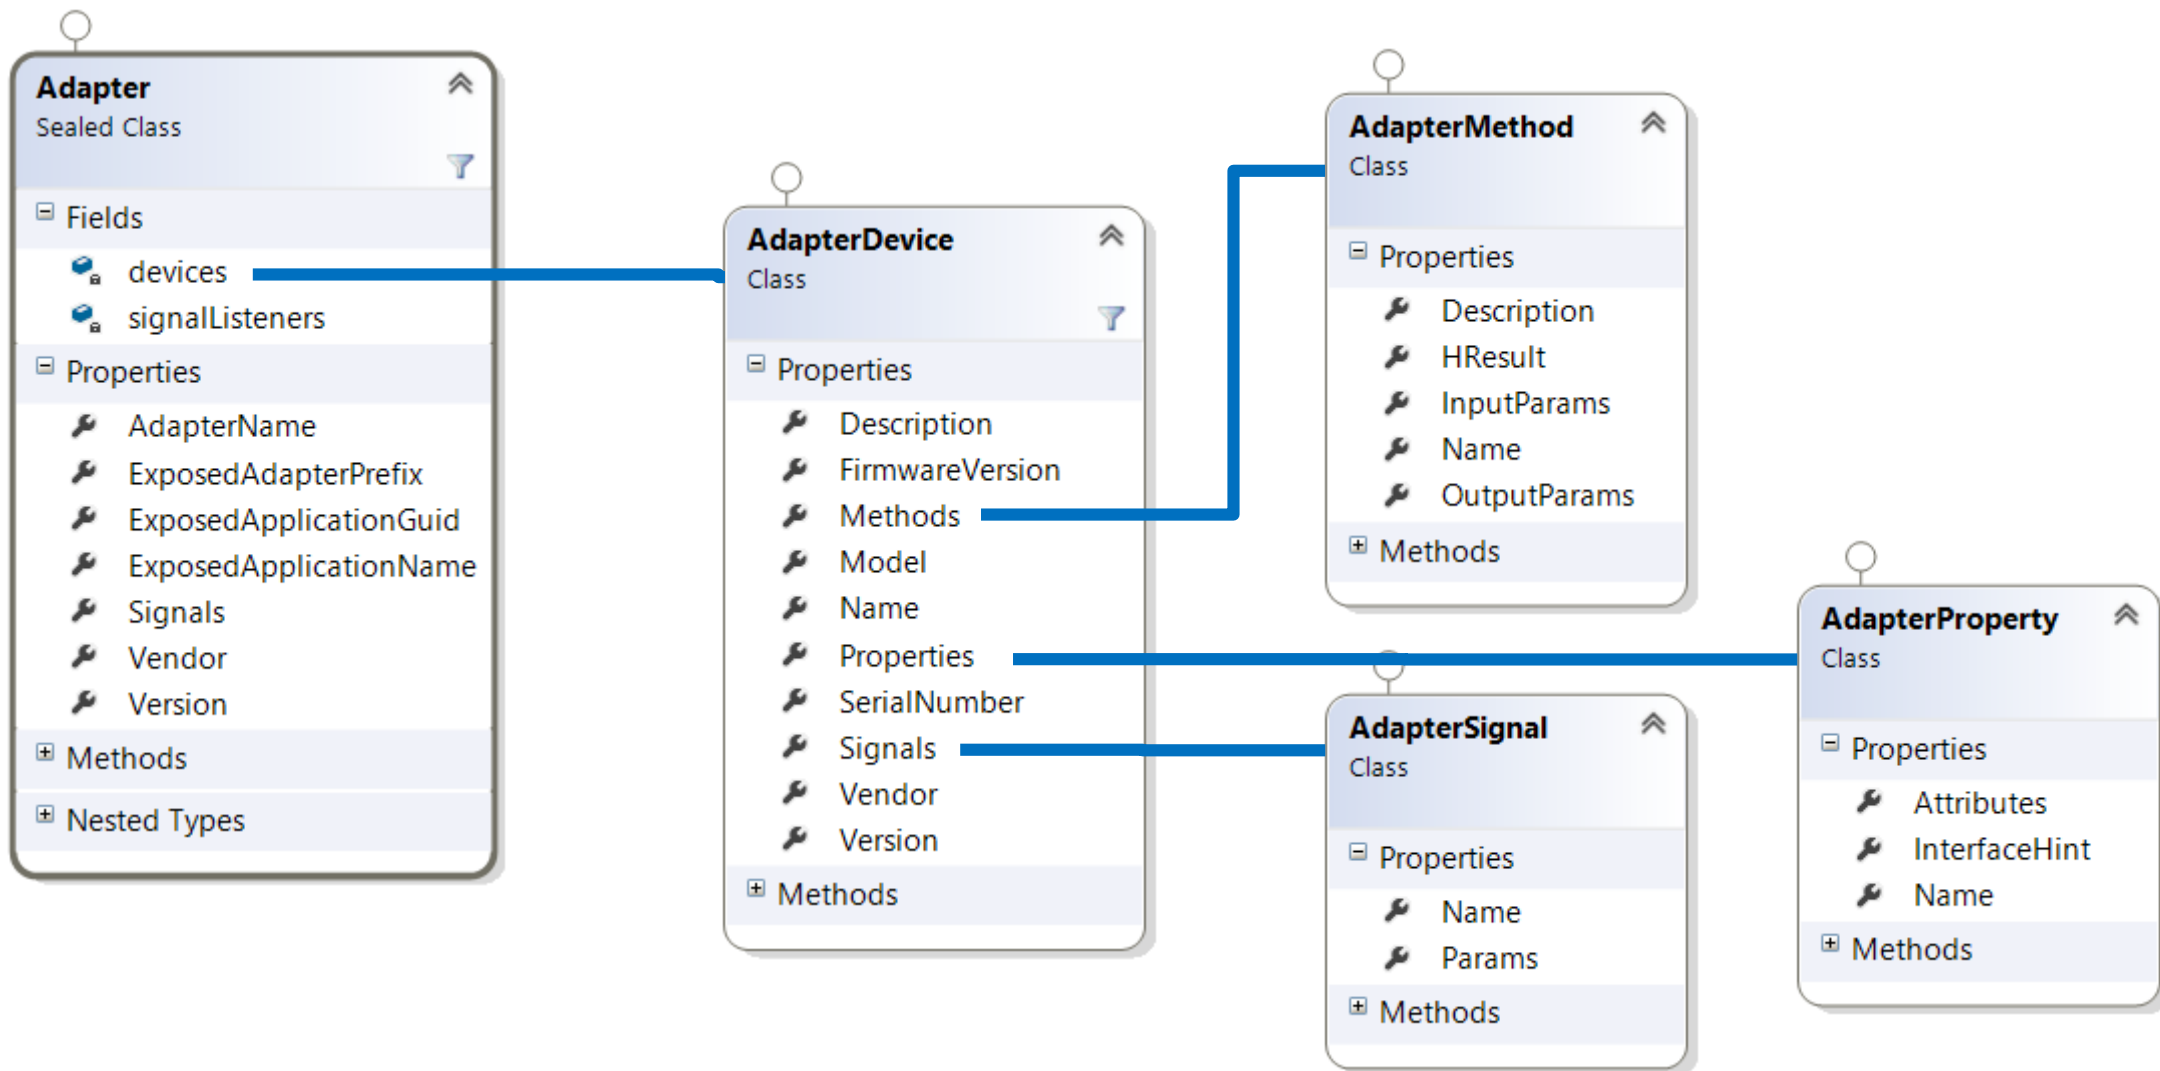 Adapter
Sealed Class
Fields
devices
signalListeners
Properties
AdapterName
ExposedAdapterPrefix
ExposedApplicationGuid
ExposedApplicationName
Signals
Vendor
Version
Methods
Nested Types
AdapterDevice
Class
Properties
Description
FirmwareVersion
Methods
Model
Name
Properties
SerialNumber
Signals
Vendor
Version
Methods
AdapterMethod
Class
Properties
Description
HResult
InputParams
Name
OutputParams
Methods
AdapterSignal
Class
Properties
Name
Params
Methods
AdapterProperty
Class
Properties
Attributes
InterfaceHint
Name
Methods